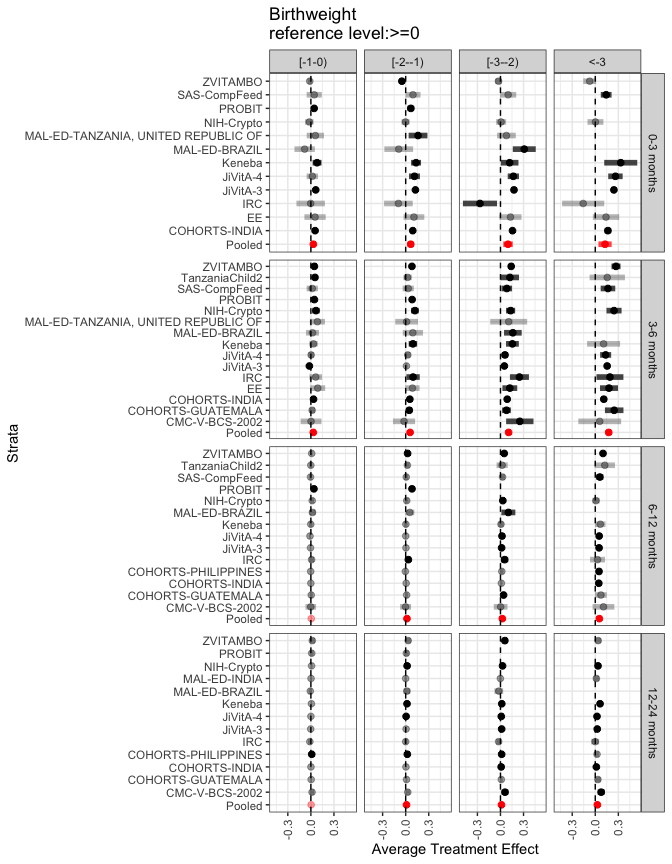 Birthweight
reference level:>=0
[-1-0)
[-2--1)
[-3--2)
<-3
ZVITAMBO
SAS-CompFeed
PROBIT
NIH-Crypto
MAL-ED-TANZANIA, UNITED REPUBLIC OF
MAL-ED-BRAZIL
Keneba
JiVitA-4
JiVitA-3
IRC
EE
COHORTS-INDIA
Pooled
0-3 months
ZVITAMBO
TanzaniaChild2
SAS-CompFeed
PROBIT
NIH-Crypto
MAL-ED-TANZANIA, UNITED REPUBLIC OF
MAL-ED-BRAZIL
Keneba
JiVitA-4
JiVitA-3
IRC
EE
COHORTS-INDIA
COHORTS-GUATEMALA
CMC-V-BCS-2002
Pooled
3-6 months
ZVITAMBO
TanzaniaChild2
SAS-CompFeed
PROBIT
NIH-Crypto
MAL-ED-BRAZIL
Keneba
JiVitA-4
JiVitA-3
IRC
COHORTS-PHILIPPINES
COHORTS-INDIA
COHORTS-GUATEMALA
CMC-V-BCS-2002
Pooled
6-12 months
ZVITAMBO
PROBIT
NIH-Crypto
MAL-ED-INDIA
MAL-ED-BRAZIL
Keneba
JiVitA-4
JiVitA-3
IRC
COHORTS-PHILIPPINES
COHORTS-INDIA
COHORTS-GUATEMALA
CMC-V-BCS-2002
Pooled
12-24 months
Strata
-0.3
0.0
0.3
-0.3
0.0
0.3
-0.3
0.0
0.3
-0.3
0.0
0.3
Average Treatment Effect